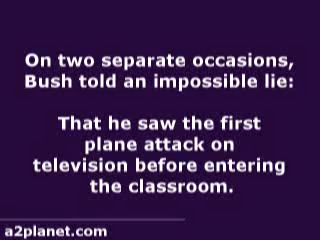 On two separate occasions,
Bush told an impossible lie:
That he saw the first
plane attack on
television before entering
the classroom.
a2planet.com